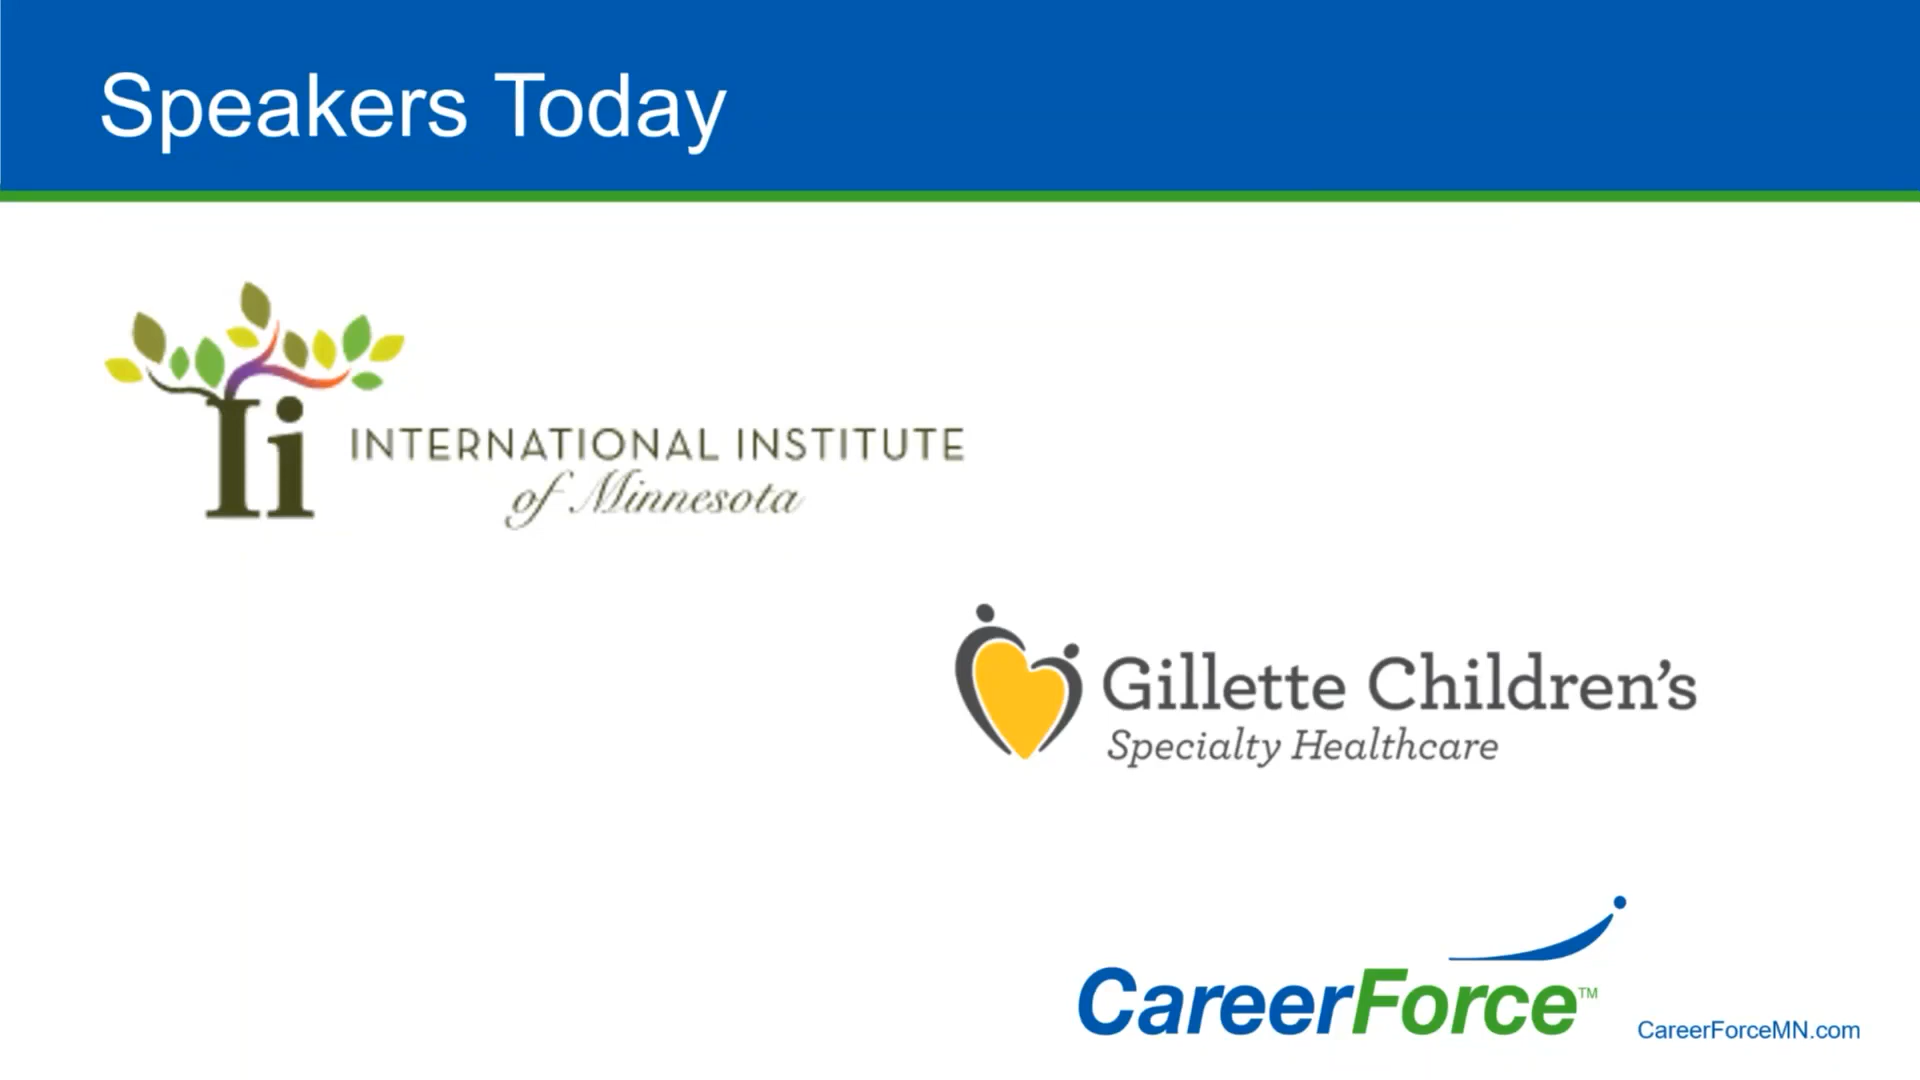 Speakers Today
Ii
INTERNATIONAL INSTITUTE
of Minnesota
Gillette Children's
Specialty Healthcare
CareerForce™
CareerForceMN.com